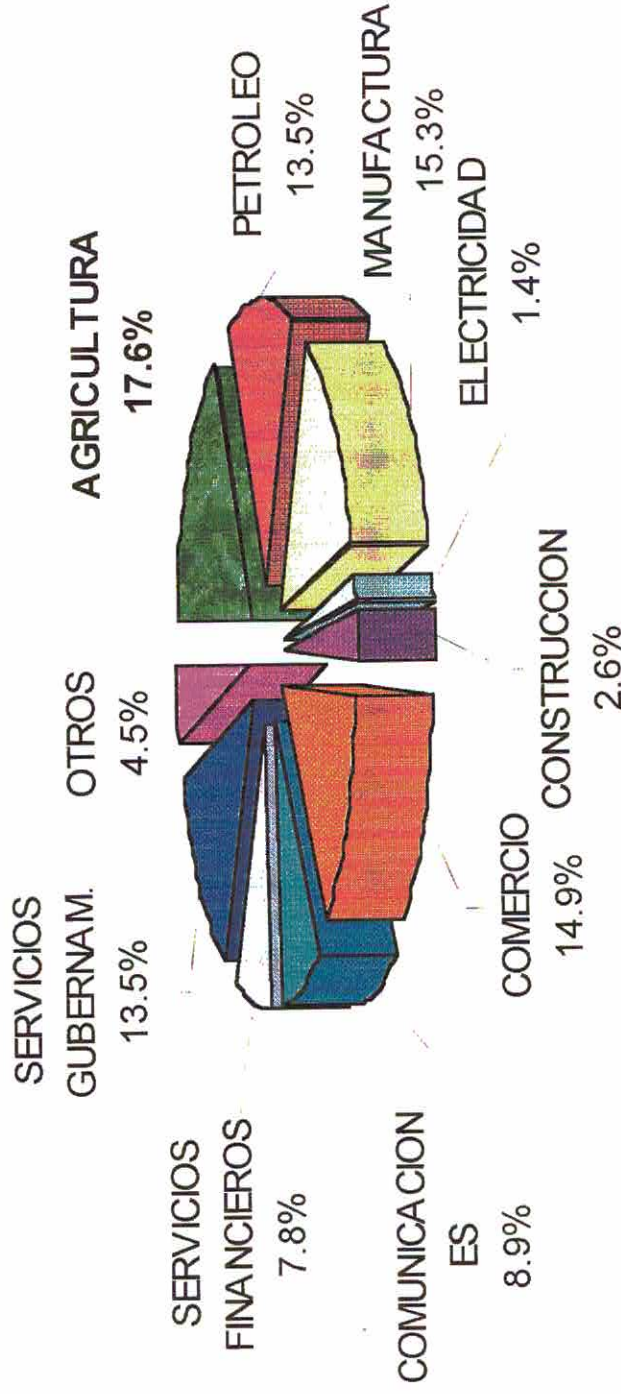 AGRICULTURA
17.6%
PETROLEO
13.5%
MANUFACTURA
15.3%
ELECTRICIDAD
1.4%
CONSTRUCCION
2.6%
COMERCIO
14.9%
COMUNICACION
ES
8.9%
SERVICIOS
FINANCIEROS
7.8%
SERVICIOS
GUBERNAM.
13.5%
OTROS
4.5%